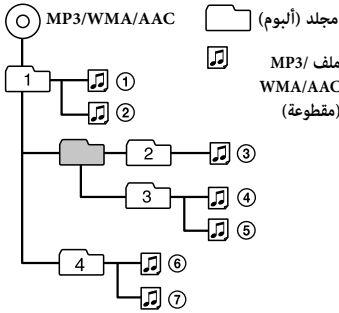 MP3/WMA/AAC
مجلد (ألبوم)
ملف MP3/
WMA/AAC
(مقطوعة)
1
①
②
2
③
3
④
⑤
4
⑥
⑦